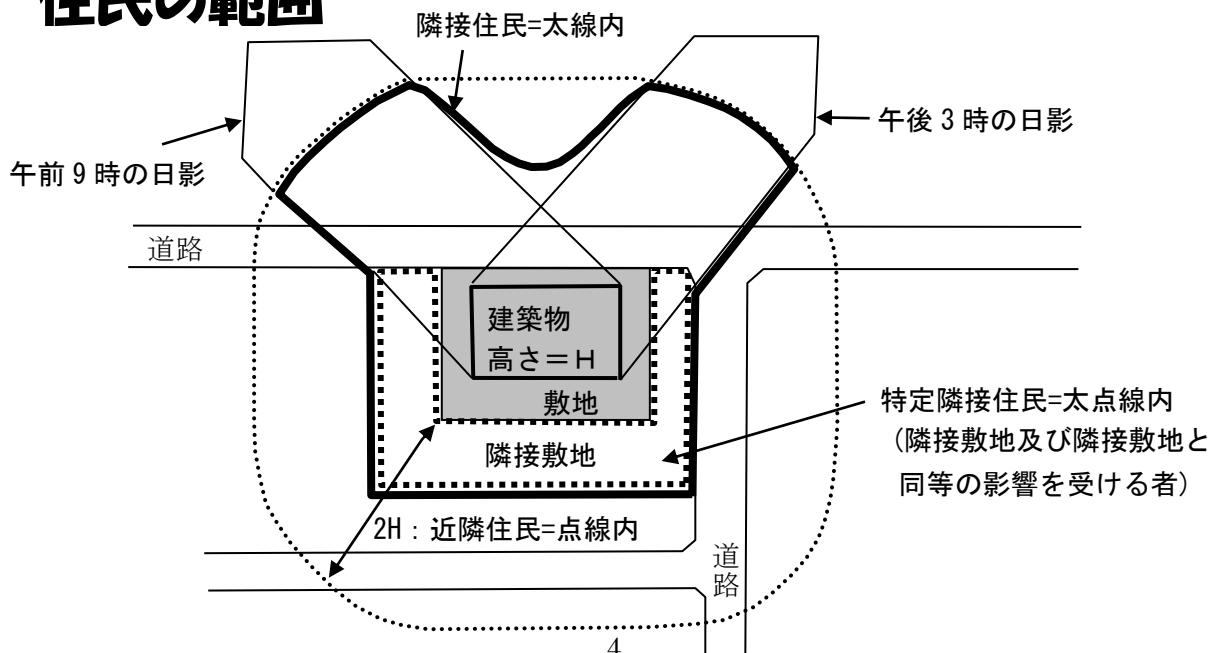 住民の範囲
隣接住民=太線内
午後3時の日影
午前9時の日影
道路
建築物
高さ＝H
敷地
特定隣接住民=太点線内
(隣接敷地及び隣接敷地と
同等の影響を受ける者)
隣接敷地
2H：近隣住民=点線内
道路
4